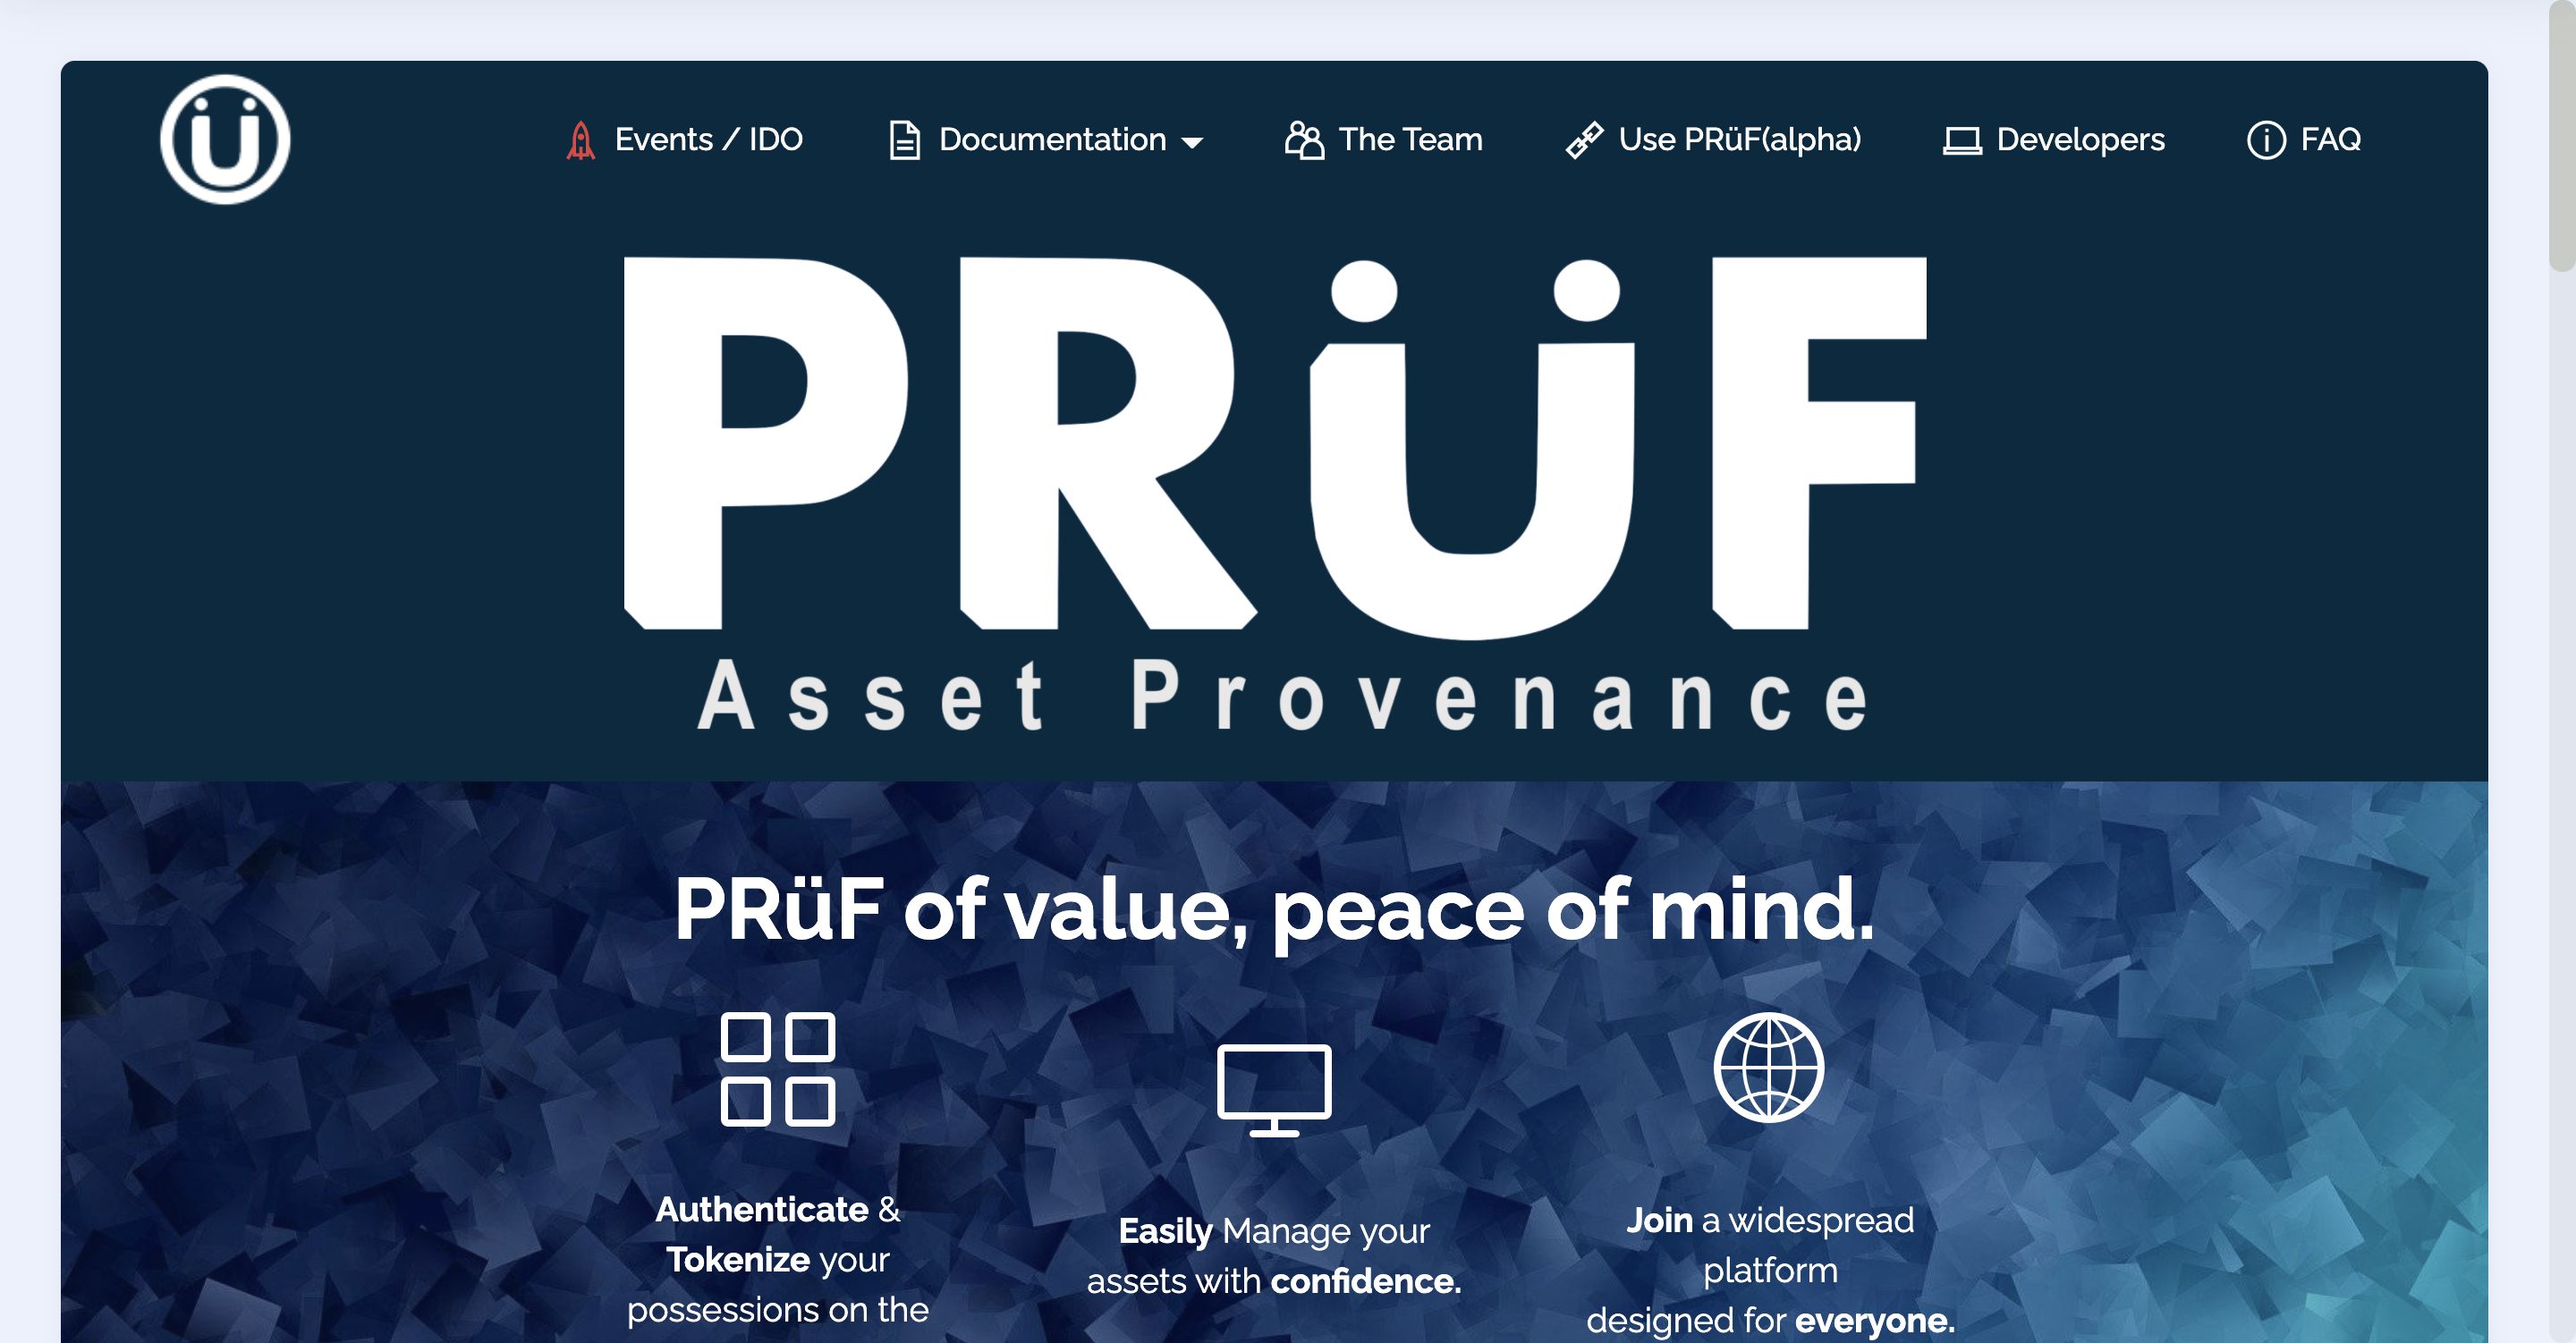 Ü
Events / IDO
Documentation
The Team
Use PRüF(alpha)
Developers
FAQ
PRüF
Asset Provenance
PRüF of value, peace of mind.
Authenticate &
Tokenize your
possessions on the
Easily Manage your
assets with confidence.
Join a widespread
platform
designed for everyone.